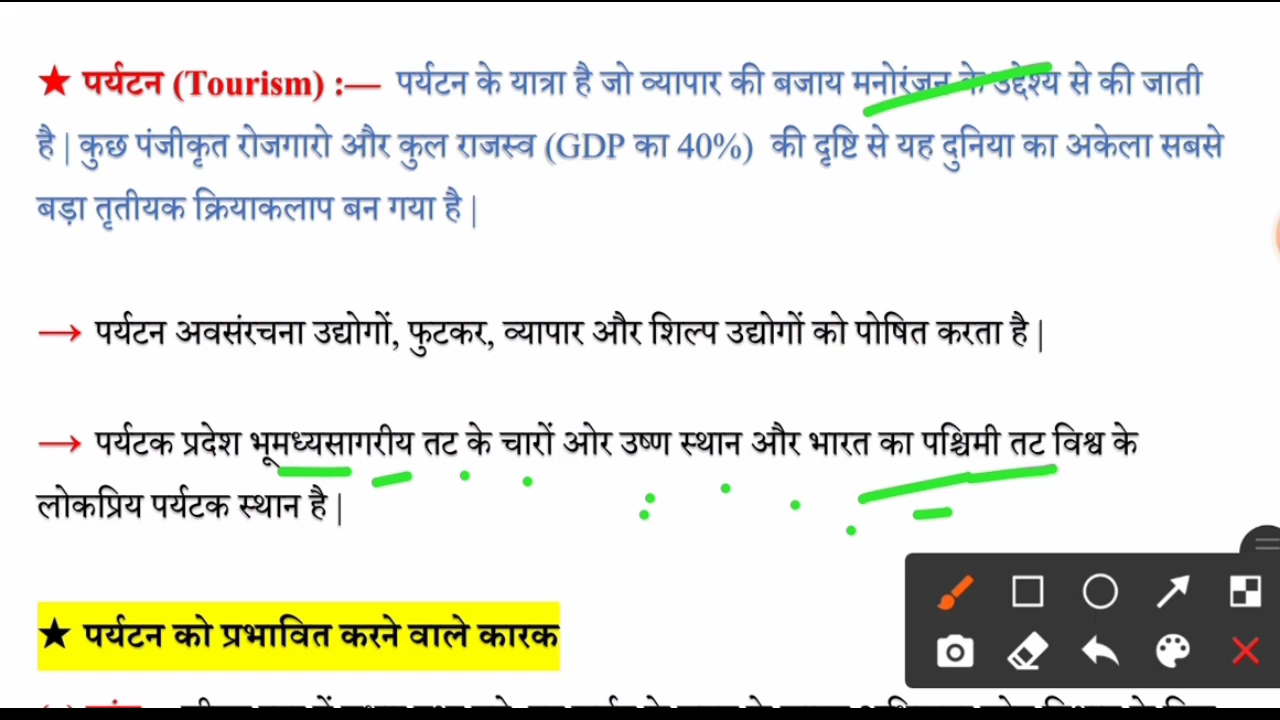 ★ पर्यटन (Tourism) :— पर्यटन के यात्रा है जो व्यापार की बजाय मनोरंजन के उद्देश्य से की जाती
है | कुछ पंजीकृत रोजगारो और कुल राजस्व (GDP का 40%) की दृष्टि से यह दुनिया का अकेला सबसे
बड़ा तृतीयक क्रियाकलाप बन गया है |
→ पर्यटन अवसंरचना उद्योगों, फुटकर, व्यापार और शिल्प उद्योगों को पोषित करता है |
→ पर्यटक प्रदेश भूमध्यसागरीय तट के चारों ओर उष्ण स्थान और भारत का पश्चिमी तट विश्व के
लोकप्रिय पर्यटक स्थान है |
★ पर्यटन को प्रभावित करने वाले कारक